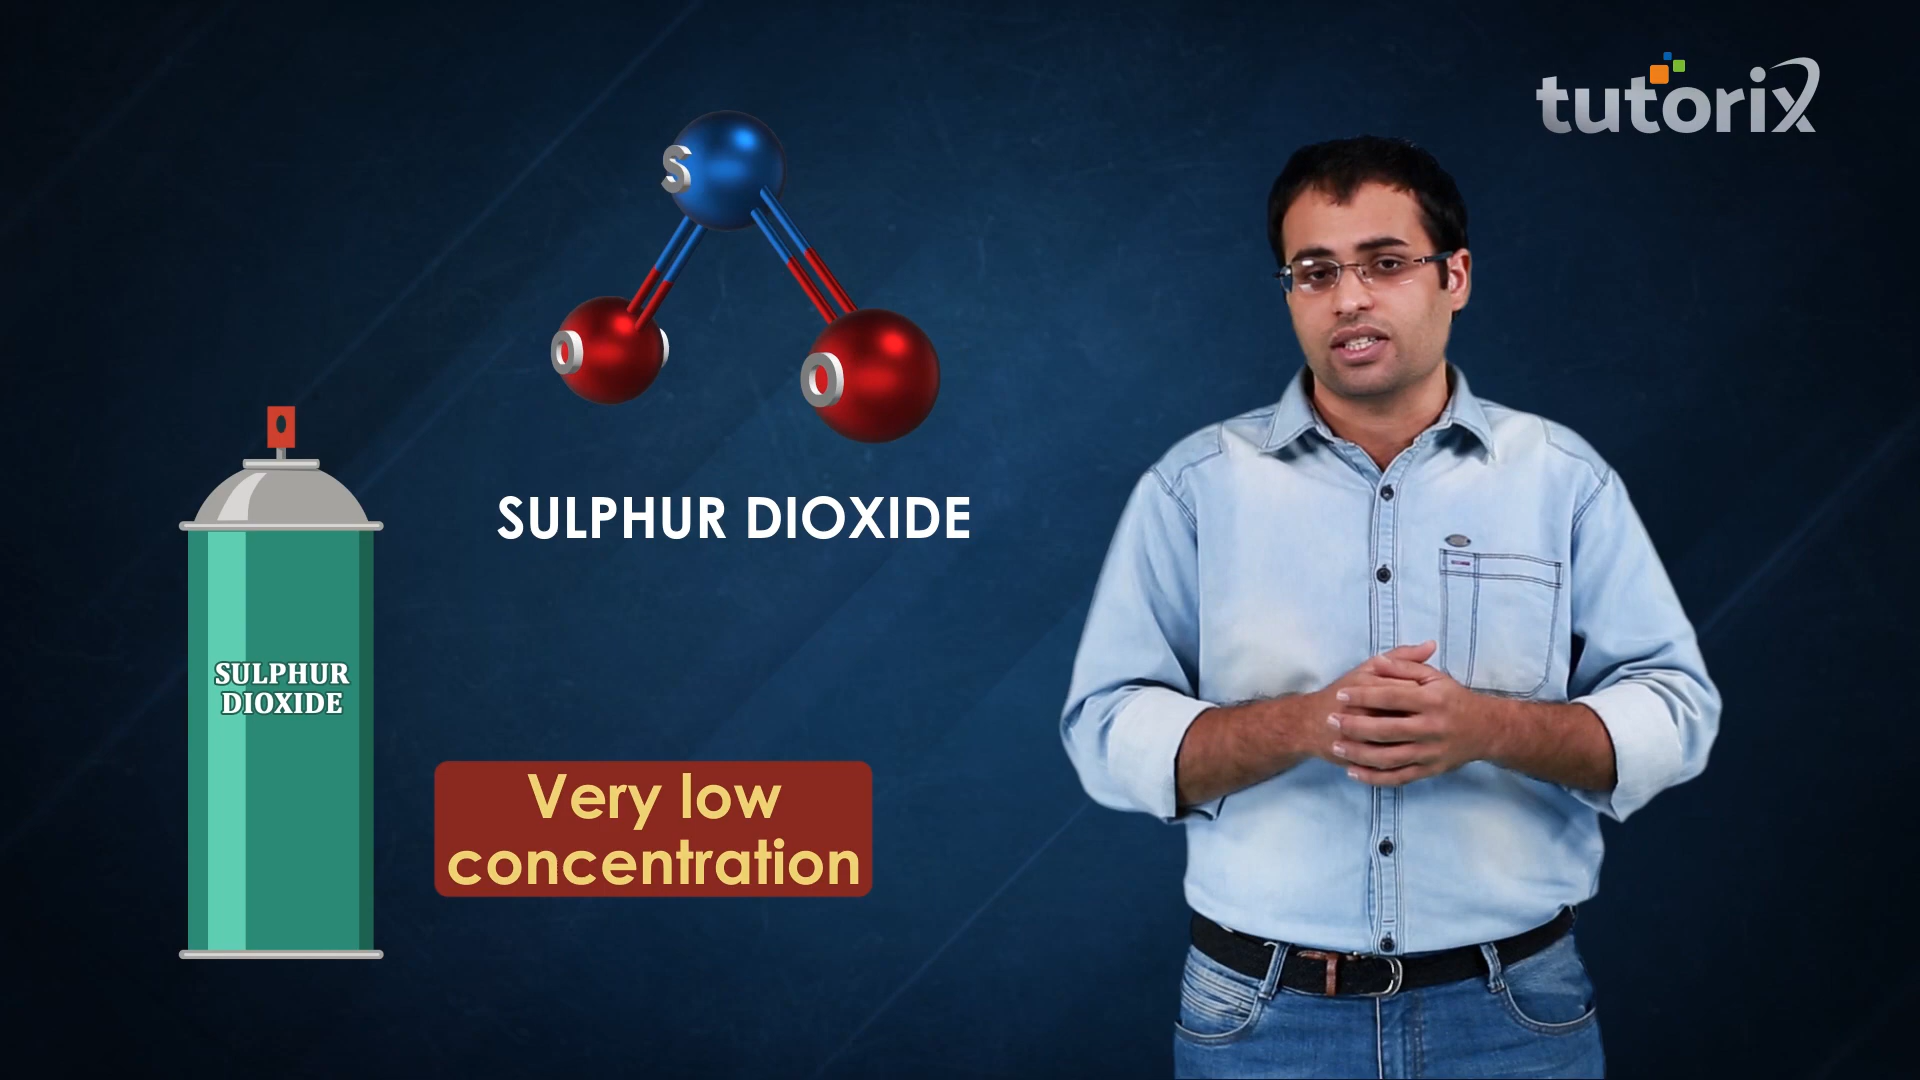 tutorix
S
O
O
SULPHUR DIOXIDE
SULPHUR
DIOXIDE
Very low
concentration